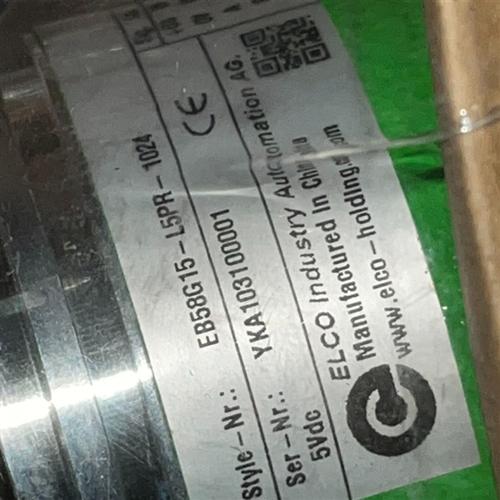 Style-Nr.: EB58G15-L5PR-1024
CE
Ser-Nr.: YKA103100001
5Vdc
ELCO Industry Automation AG.
Manufactured in
www.elco-holding.com